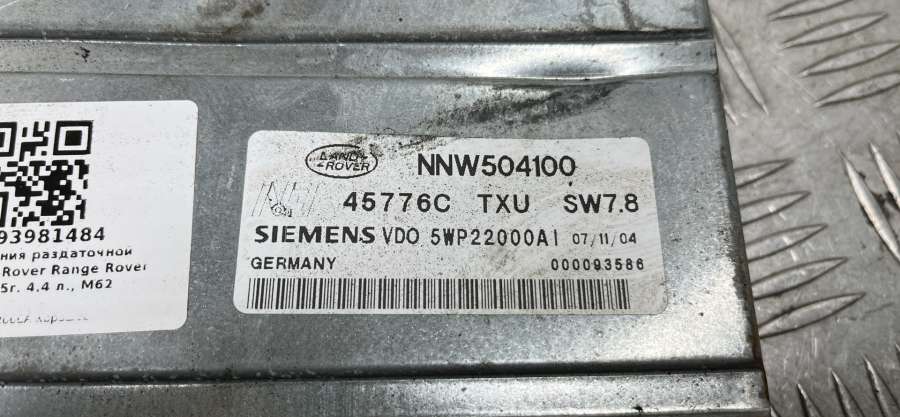 93981484
ния раздаточной
Rover Range Rover
5г. 4,4 л., M62
LAND ROVER
NNW504100
45776C TXU SW7.8
SIEMENS VDO 5WP22000AI 07/11/04
GERMANY 000093586